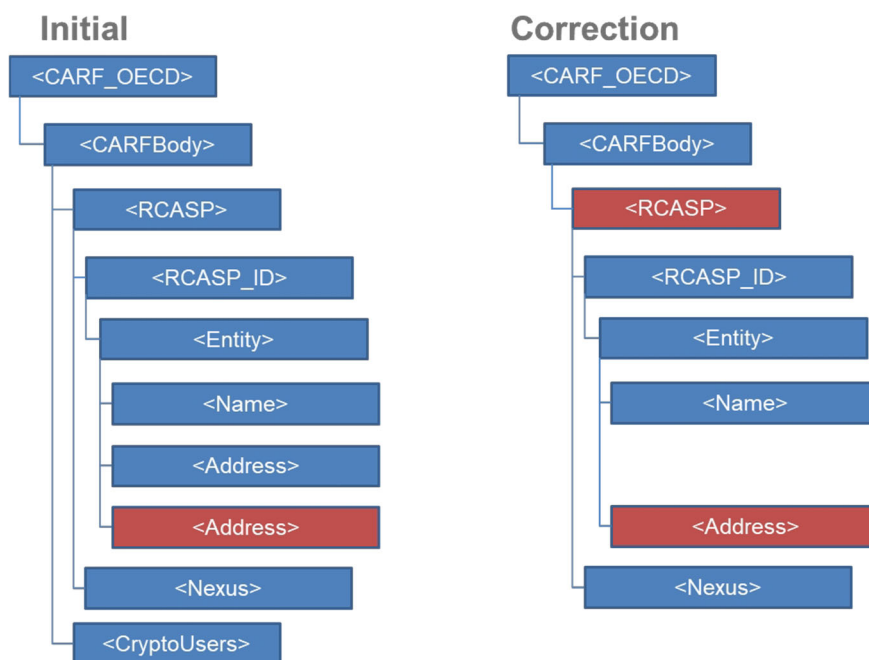 Initial
<CARF_OECD>
<CARFBody>
<RCASP>
<RCASP_ID>
<Entity>
<Name>
<Address>
<Address>
<Nexus>
<CryptoUsers>
Correction
<CARF_OECD>
<CARFBody>
<RCASP>
<RCASP_ID>
<Entity>
<Name>
<Address>
<Nexus>